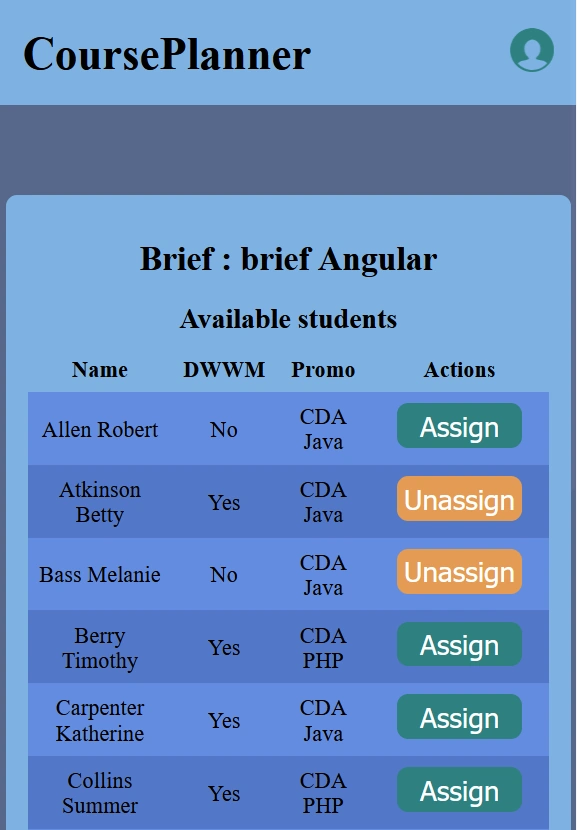 CoursePlanner
Brief : brief Angular
Available students
Name DWWM Promo Actions
Allen Robert No CDA Java Assign
Atkinson Betty Yes CDA Java Unassign
Bass Melanie No CDA Java Unassign
Berry Timothy Yes CDA PHP Assign
Carpenter Katherine Yes CDA Java Assign
Collins Summer Yes CDA PHP Assign